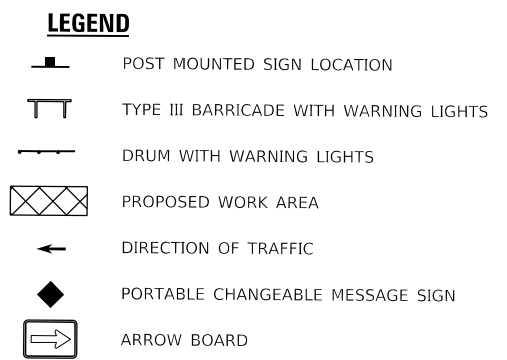 LEGEND
POST MOUNTED SIGN LOCATION
TYPE III BARRICADE WITH WARNING LIGHTS
DRUM WITH WARNING LIGHTS
PROPOSED WORK AREA
DIRECTION OF TRAFFIC
PORTABLE CHANGEABLE MESSAGE SIGN
ARROW BOARD